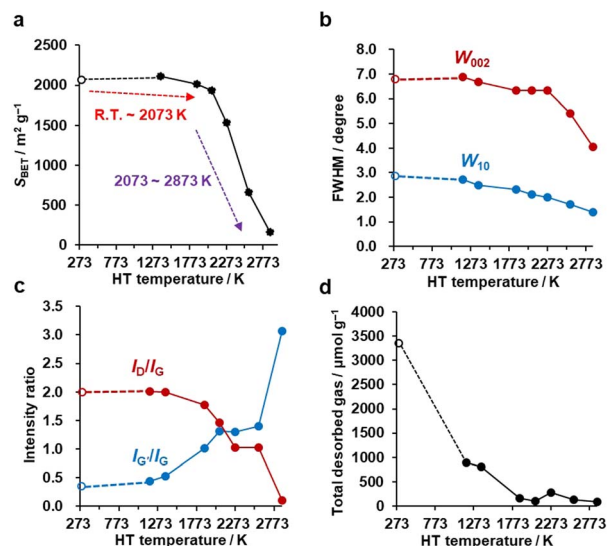 a
S_BET / m² g⁻¹
2500
2000
1500
1000
500
0
R.T. ~ 2073 K
2073 ~ 2873 K
273 773 1273 1773 2273 2773
HT temperature / K
b
FWHM / degree
8.0
7.0
6.0
5.0
4.0
3.0
2.0
1.0
0.0
W₀₀₂
W₁₀
273 773 1273 1773 2273 2773
HT temperature / K
c
Intensity ratio
3.5
3.0
2.5
2.0
1.5
1.0
0.5
0.0
I_D/I_G
I_G'/I_G
273 773 1273 1773 2273 2773
HT temperature / K
d
Total desorbed gas / μmol g⁻¹
4000
3500
3000
2500
2000
1500
1000
500
0
273 773 1273 1773 2273 2773
HT temperature / K